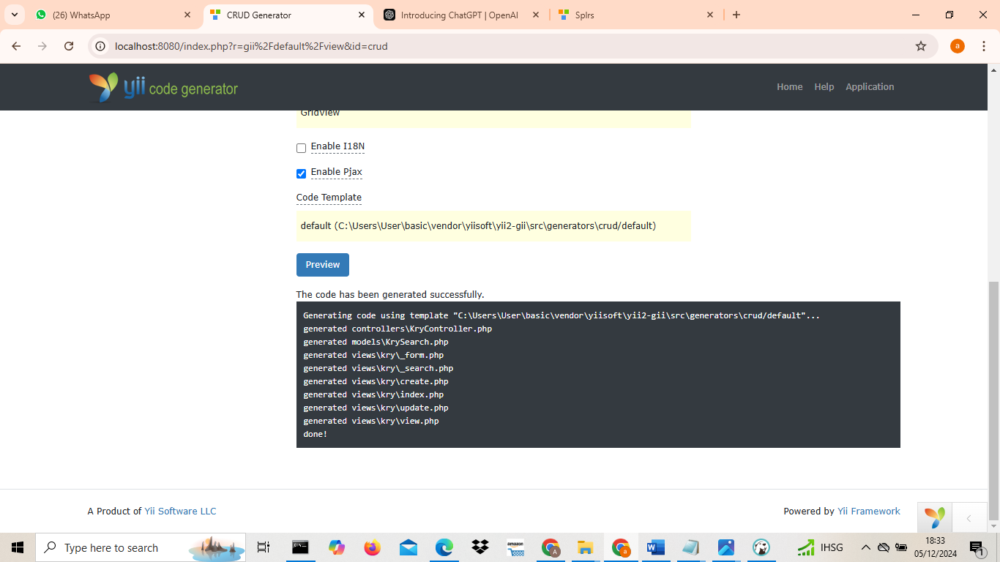 (26) WhatsApp
CRUD Generator
Introducing ChatGPT | OpenAI
Splrs
localhost:8080/index.php?r=gii%2Fdefault%2Fview&id=crud
a
yii code generator
Home Help Application
GridView
Enable I18N
Enable Pjax
Code Template
default (C:\Users\User\basic\vendor\yiisoft\yii2-gii\src\generators\crud/default)
Preview
The code has been generated successfully.
Generating code using template "C:\Users\User\basic\vendor\yiisoft\yii2-gii\src\generators\crud/default"...
generated controllers\KryController.php
generated models\KrySearch.php
generated views\kry\_form.php
generated views\kry\_search.php
generated views\kry\create.php
generated views\kry\index.php
generated views\kry\update.php
generated views\kry\view.php
done!
A Product of Yii Software LLC
Powered by Yii Framework
Type here to search
amazon
A
a
IHSG
18:33
05/12/2024
1